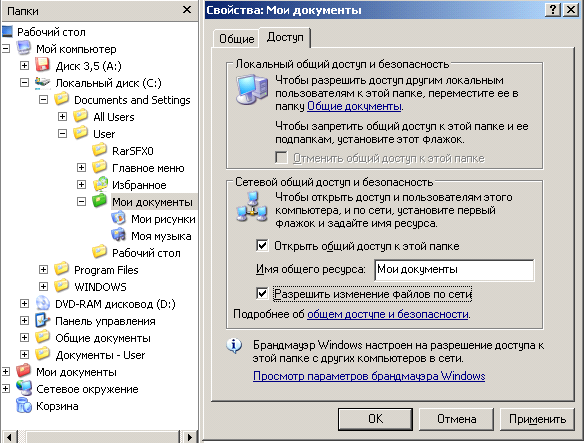 Папки
Рабочий стол
Мой компьютер
Диск 3,5 (A:)
Локальный диск (C:)
Documents and Settings
All Users
User
RarSFX0
Главное меню
Избранное
Мои документы
Мои рисунки
Моя музыка
Рабочий стол
Program Files
WINDOWS
DVD-RAM дисковод (D:)
Панель управления
Общие документы
Документы - User
Мои документы
Сетевое окружение
Корзина
Свойства: Мои документы
Общие
Доступ
Локальный общий доступ и безопасность
Чтобы разрешить доступ другим локальным
пользователям к этой папке, переместите ее в
папку Общие документы.
Чтобы запретить общий доступ к этой папке и ее
подпапкам, установите этот флажок.
Отменить общий доступ к этой папке
Сетевой общий доступ и безопасность
Чтобы открыть доступ и пользователям этого
компьютера, и по сети, установите первый
флажок и задайте имя ресурса.
Открыть общий доступ к этой папке
Имя общего ресурса: Мои документы
Разрешить изменение файлов по сети
Подробнее об общем доступе и безопасности.
Брандмауэр Windows настроен на разрешение доступа к
этой папке с других компьютеров в сети.
Просмотр параметров брандмауэра Windows
ОК
Отмена
Применить